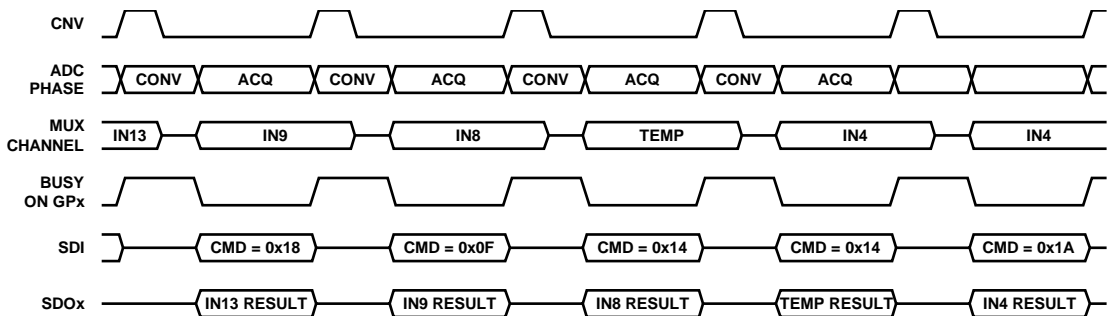 CNV
ADC PHASE CONV ACQ CONV ACQ CONV ACQ CONV ACQ
MUX CHANNEL IN13 IN9 IN8 TEMP IN4 IN4
BUSY ON GPx
SDI CMD = 0x18 CMD = 0x0F CMD = 0x14 CMD = 0x14 CMD = 0x1A
SDOx IN13 RESULT IN9 RESULT IN8 RESULT TEMP RESULT IN4 RESULT